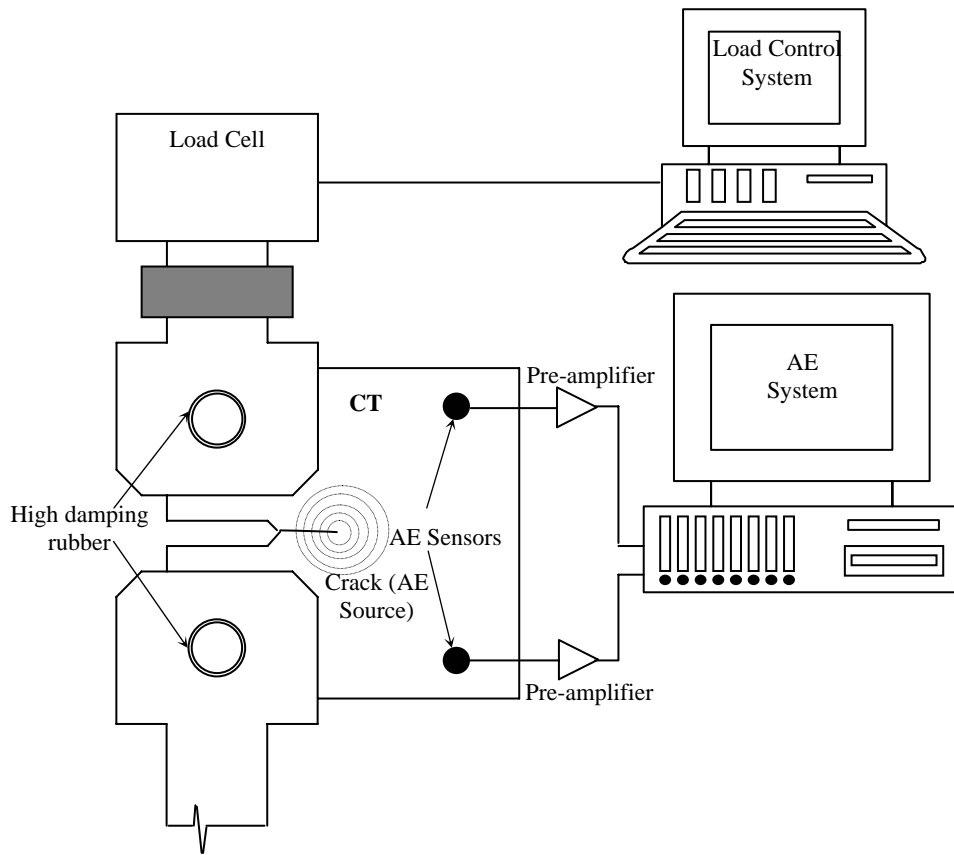 Load Control
System
Load Cell
AE
System
Pre-amplifier
CT
High damping
rubber
AE Sensors
Crack (AE
Source)
Pre-amplifier